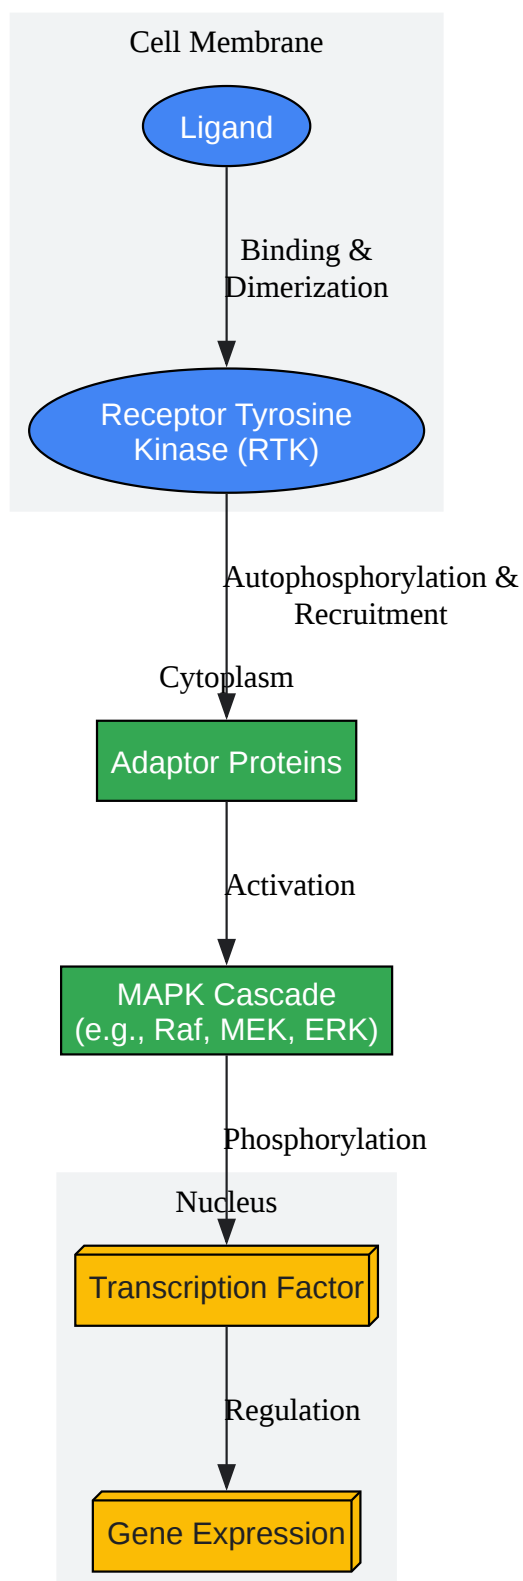 Cell Membrane
Ligand
Binding &
Dimerization
Receptor Tyrosine
Kinase (RTK)
Autophosphorylation &
Recruitment
Cytoplasm
Adaptor Proteins
Activation
MAPK Cascade
(e.g., Raf, MEK, ERK)
Phosphorylation
Nucleus
Transcription Factor
Regulation
Gene Expression